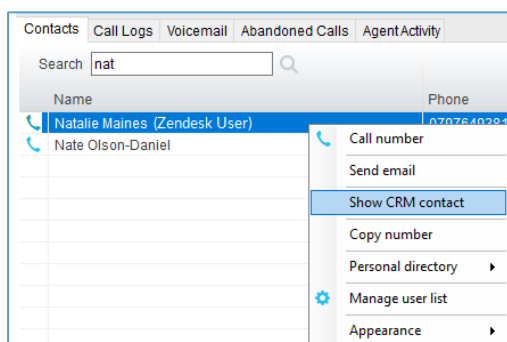 Contacts Call Logs Voicemail Abandoned Calls Agent Activity
Search nat
Name Phone
Natalie Maines (Zendesk User)
Nate Olson-Daniel
Call number
Send email
Show CRM contact
Copy number
Personal directory
Manage user list
Appearance